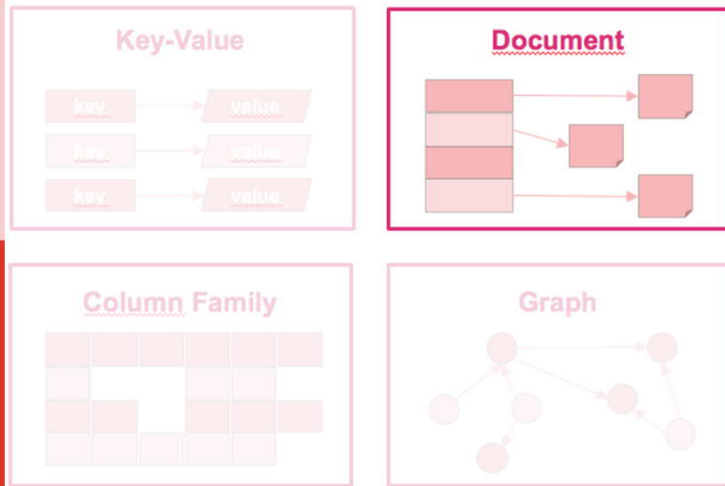 Key-Value
key value
key value
key value
Document
Column Family
Graph